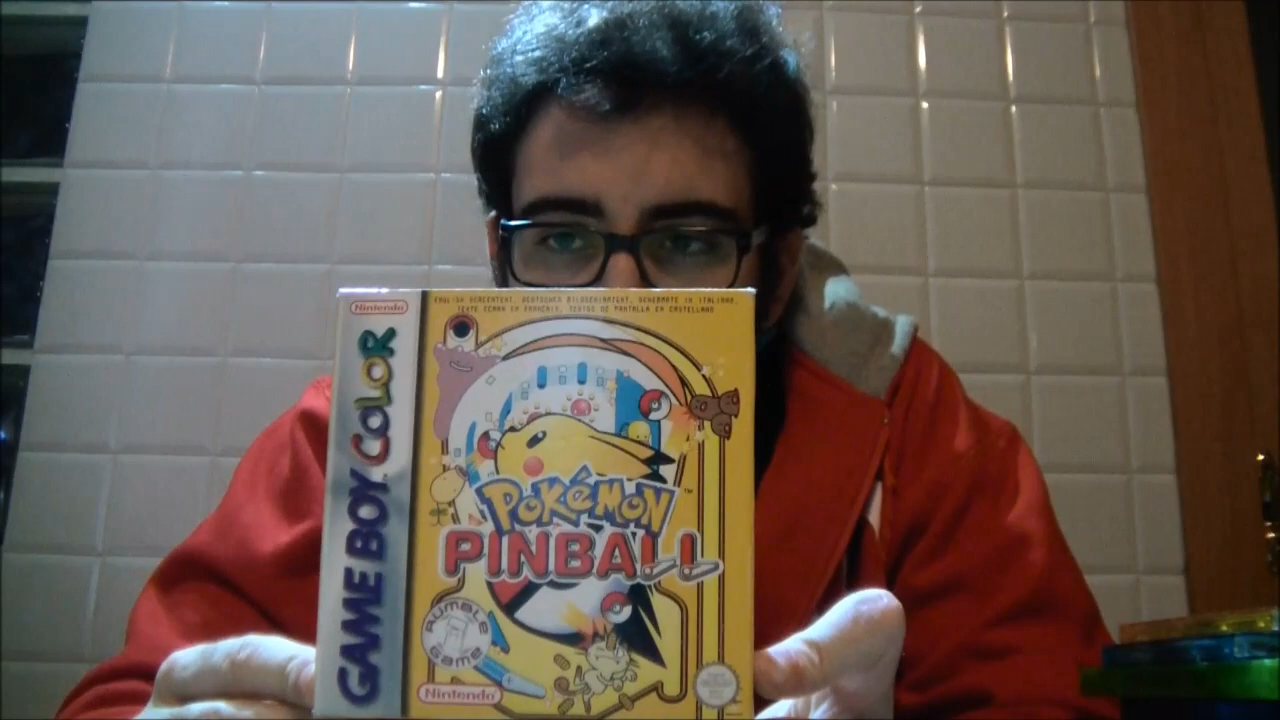 Nintendo
GAME BOY COLOR
ENGLISH SCREENTEXT, DEUTSCHER BILDSCHIRMTEXT, SCHERMATE IN ITALIANO,
TEXTE ECRAN EN FRANÇAIS, TEXTOS DE PANTALLA EN CASTELLANO
POKéMON ™
PINBALL
RUMBLE
GAME
Nintendo